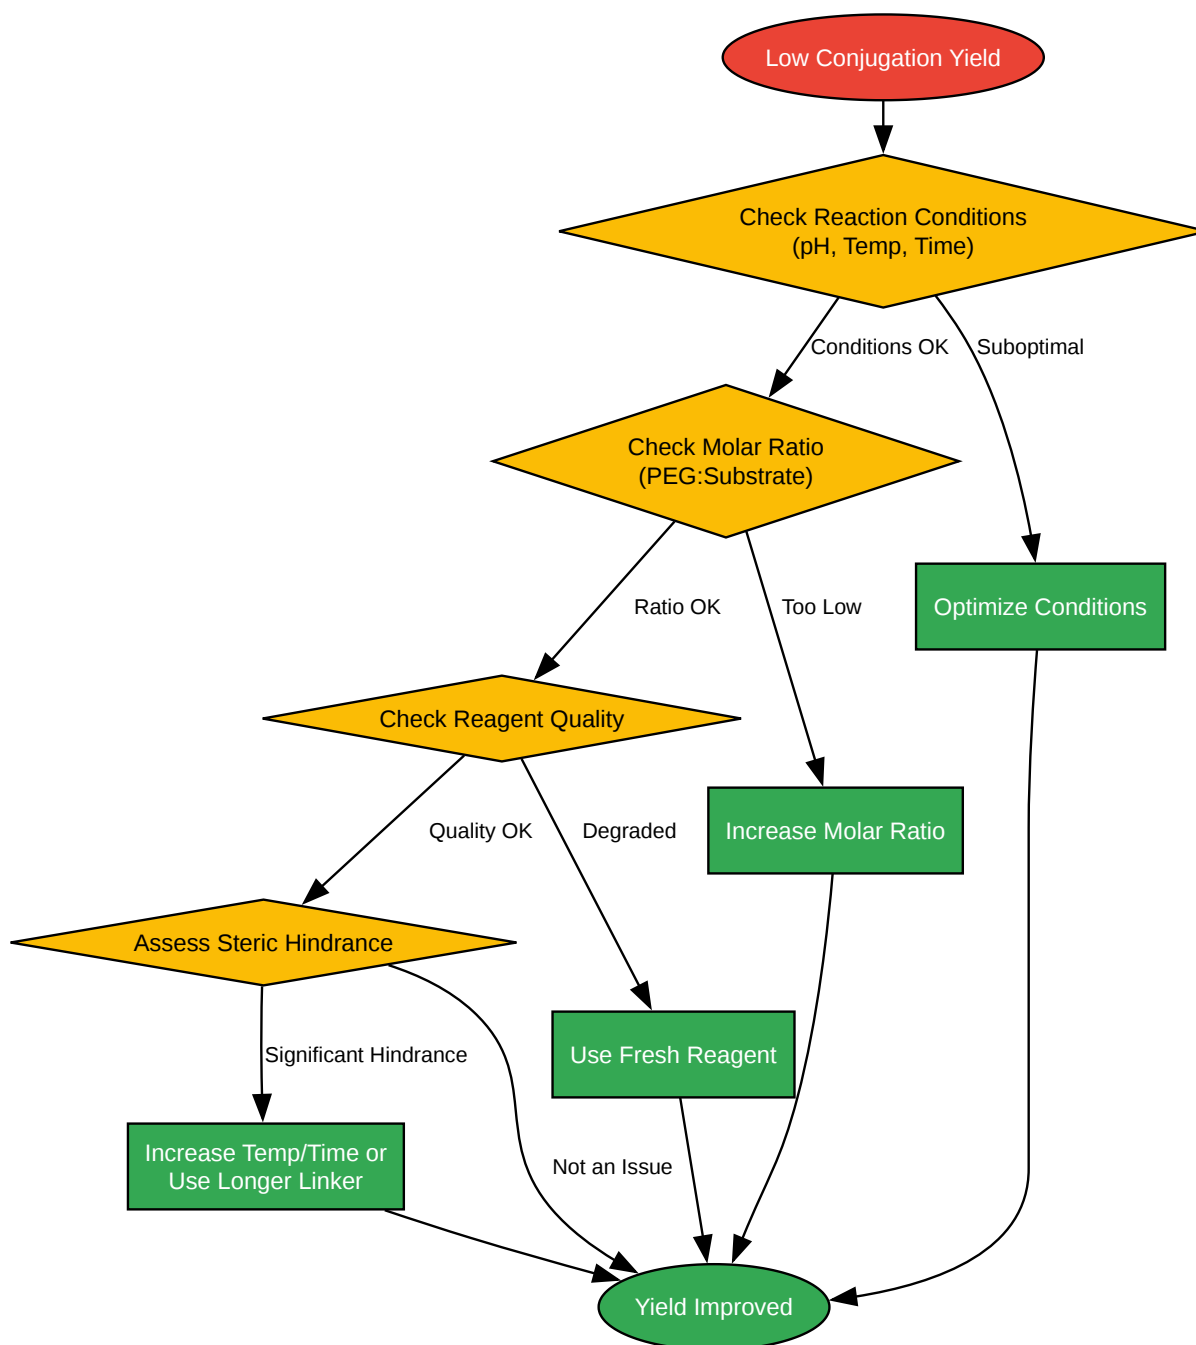 Low Conjugation Yield
Check Reaction Conditions
(pH, Temp, Time)
Conditions OK
Suboptimal
Check Molar Ratio
(PEG:Substrate)
Ratio OK
Too Low
Optimize Conditions
Check Reagent Quality
Quality OK
Degraded
Increase Molar Ratio
Assess Steric Hindrance
Significant Hindrance
Use Fresh Reagent
Increase Temp/Time or
Use Longer Linker
Not an Issue
Yield Improved